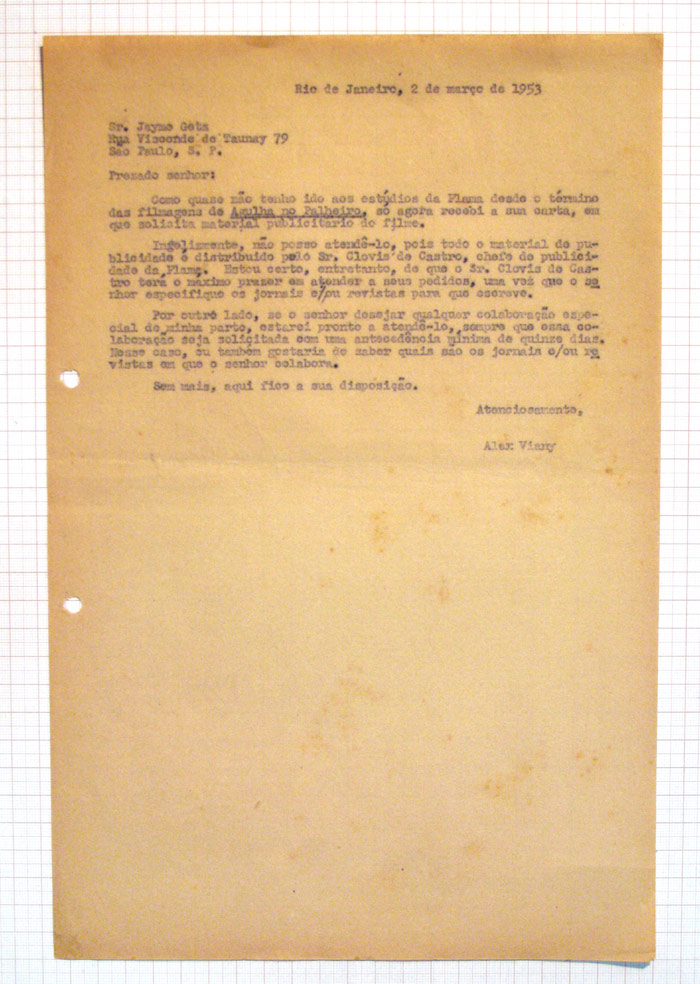 Rio de Janeiro, 2 de março de 1953
Sr. Jayme Getz
Rua Visconde de Taunay 79
São Paulo, S. P.
Prezado senhor:
Como quase não tenho ido aos estúdios da Flama desde o término
das filmagens de Agulha no Palheiro, só agora recebi a sua carta, em
que solicita material publicitário do filme.
Infelizmente, não posso atendê-lo, pois todo o material de pu-
blicidade é distribuido pelo Sr. Clovis de Castro, chefe de publici-
dade da Flama. Estou certo, entretanto, de que o Sr. Clovis de Cas-
tro terá o máximo prazer em atender a seus pedidos, uma vez que o se
nhor especifique os jornais e/ou revistas para que escreve.
Por outro lado, se o senhor desejar qualquer colaboração espe-
cial de minha parte, estarei pronto a atendê-lo, sempre que essa co-
laboração seja solicitada com uma antecedência mínima de quinze dias.
Nesse caso, eu também gostaria de saber quais são os jornais e/ou re
vistas em que o senhor colabora.
Sem mais, aqui fico a sua disposição.
Atenciosamente,
Alex Viany